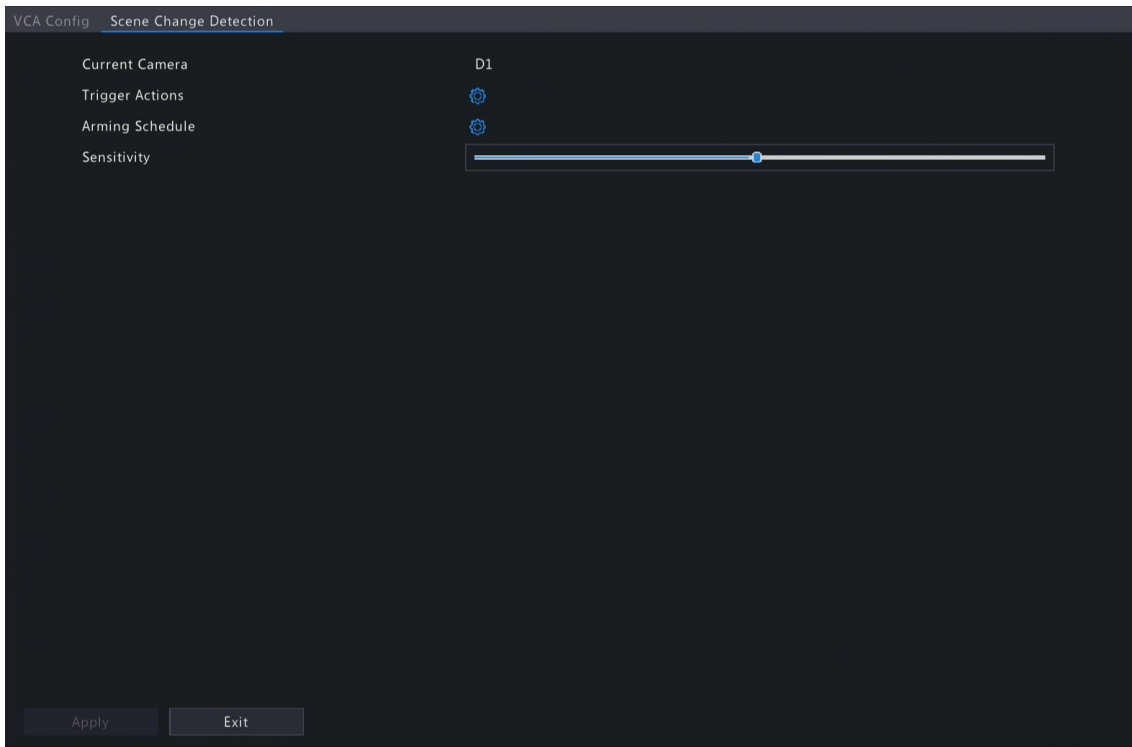 VCA Config Scene Change Detection
Current Camera D1
Trigger Actions
Arming Schedule
Sensitivity
Apply Exit